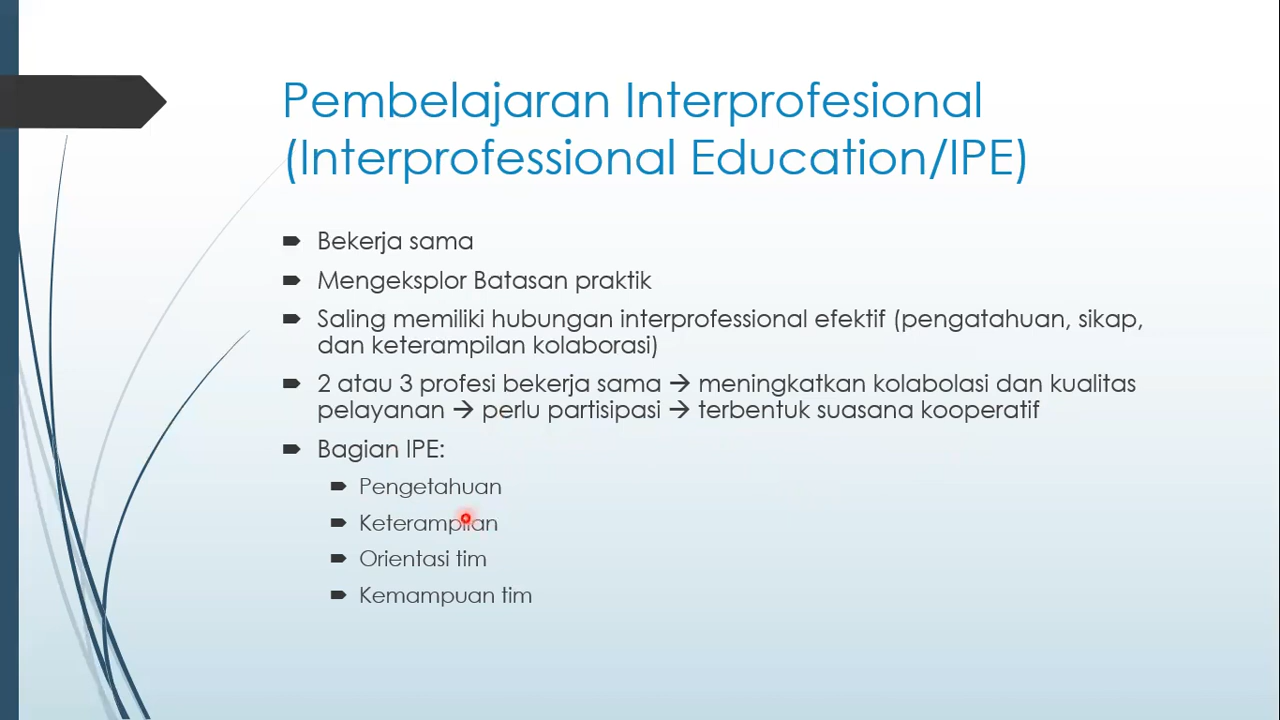 Pembelajaran Interprofesional
(Interprofessional Education/IPE)
Bekerja sama
Mengeksplor Batasan praktik
Saling memiliki hubungan interprofessional efektif (pengatahuan, sikap,
dan keterampilan kolaborasi)
2 atau 3 profesi bekerja sama → meningkatkan kolabolasi dan kualitas
pelayanan → perlu partisipasi → terbentuk suasana kooperatif
Bagian IPE:
Pengetahuan
Keterampilan
Orientasi tim
Kemampuan tim